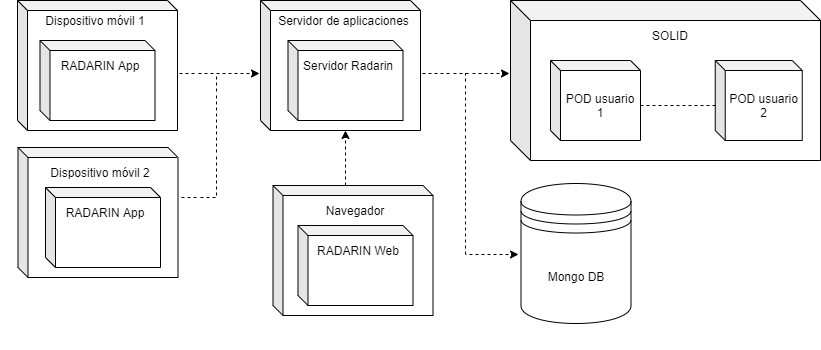 Dispositivo móvil 1
RADARIN App
Servidor de aplicaciones
Servidor Radarin
SOLID
POD usuario
1
POD usuario
2
Dispositivo móvil 2
RADARIN App
Navegador
RADARIN Web
Mongo DB